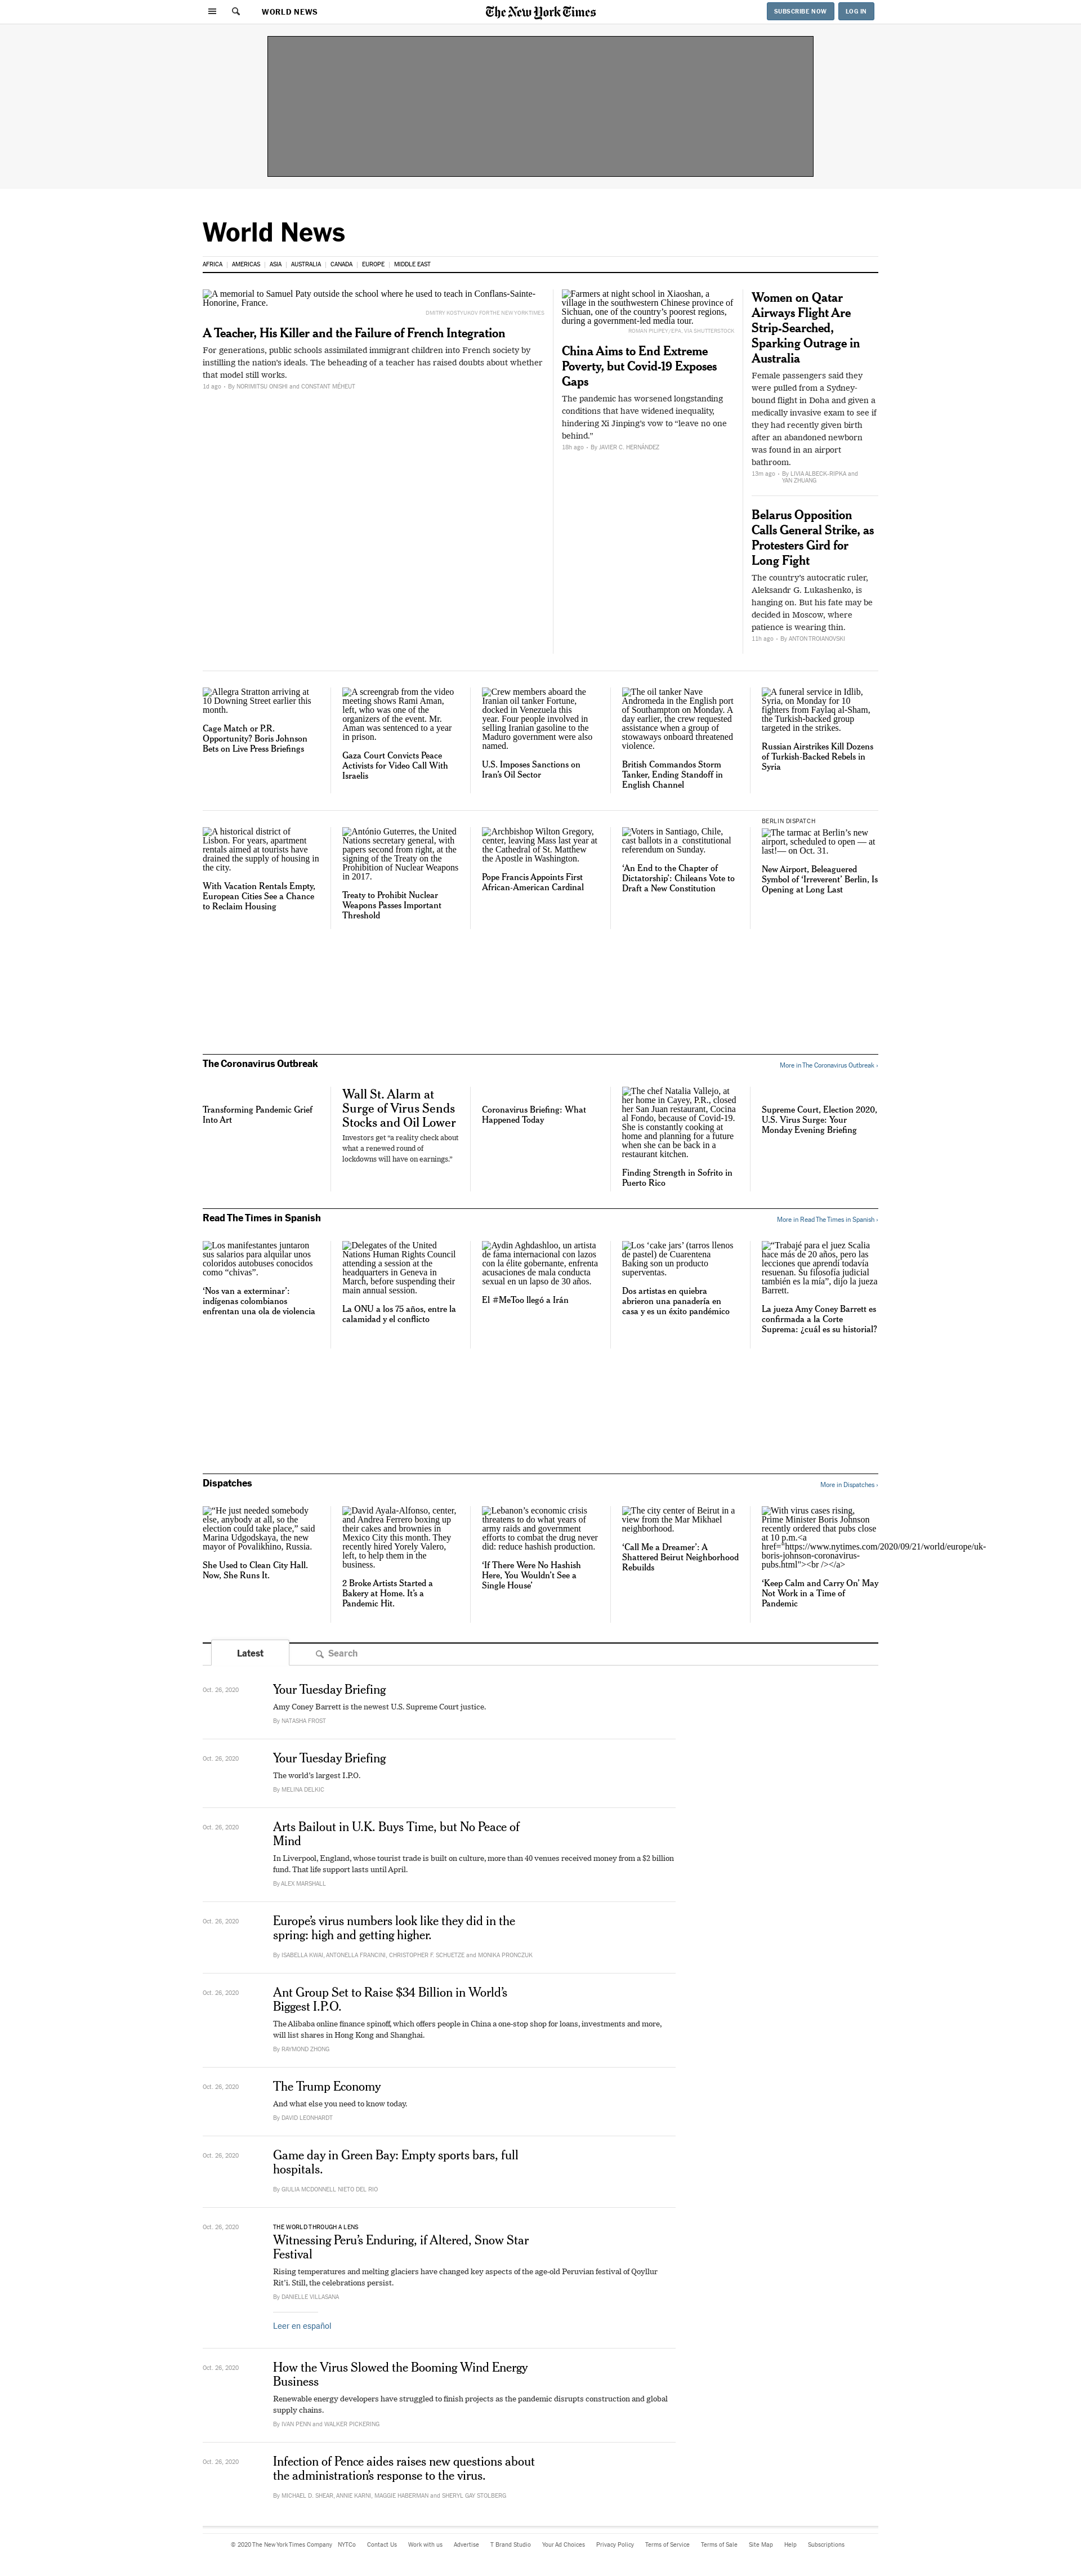 WORLD NEWS
The New York Times
SUBSCRIBE NOW
LOG IN
World News
AFRICA
AMERICAS
ASIA
AUSTRALIA
CANADA
EUROPE
MIDDLE EAST
A memorial to Samuel Paty outside the school where he used to teach in Conflans-Sainte-
Honorine, France.
DMITRY KOSTYUKOV FOR THE NEW YORK TIMES
A Teacher, His Killer and the Failure of French Integration
For generations, public schools assimilated immigrant children into French society by
instilling the nation’s ideals. The beheading of a teacher has raised doubts about whether
that model still works.
1d ago • By NORIMITSU ONISHI and CONSTANT MÉHEUT
Farmers at night school in Xiaoshan, a
village in the southwestern Chinese province of
Sichuan, one of the country’s poorest regions,
during a government-led media tour.
ROMAN PILIPEY/EPA, VIA SHUTTERSTOCK
China Aims to End Extreme
Poverty, but Covid-19 Exposes
Gaps
The pandemic has worsened longstanding
conditions that have widened inequality,
hindering Xi Jinping’s vow to “leave no one
behind.”
18h ago • By JAVIER C. HERNÁNDEZ
Women on Qatar
Airways Flight Are
Strip-Searched,
Sparking Outrage in
Australia
Female passengers said they
were pulled from a Sydney-
bound flight in Doha and given a
medically invasive exam to see if
they had recently given birth
after an abandoned newborn
was found in an airport
bathroom.
13m ago • By LIVIA ALBECK-RIPKA and
YAN ZHUANG
Belarus Opposition
Calls General Strike, as
Protesters Gird for
Long Fight
The country’s autocratic ruler,
Aleksandr G. Lukashenko, is
hanging on. But his fate may be
decided in Moscow, where
patience is wearing thin.
11h ago • By ANTON TROIANOVSKI
Allegra Stratton arriving at
10 Downing Street earlier this
month.
Cage Match or P.R.
Opportunity? Boris Johnson
Bets on Live Press Briefings
A screengrab from the video
meeting shows Rami Aman,
left, who was one of the
organizers of the event. Mr.
Aman was sentenced to a year
in prison.
Gaza Court Convicts Peace
Activists for Video Call With
Israelis
Crew members aboard the
Iranian oil tanker Fortune,
docked in Venezuela this
year. Four people involved in
selling Iranian gasoline to the
Maduro government were also
named.
U.S. Imposes Sanctions on
Iran’s Oil Sector
The oil tanker Nave
Andromeda in the English port
of Southampton on Monday. A
day earlier, the crew requested
assistance when a group of
stowaways onboard threatened
violence.
British Commandos Storm
Tanker, Ending Standoff in
English Channel
A funeral service in Idlib,
Syria, on Monday for 10
fighters from Faylaq al-Sham,
the Turkish-backed group
targeted in the strikes.
Russian Airstrikes Kill Dozens
of Turkish-Backed Rebels in
Syria
A historical district of
Lisbon. For years, apartment
rentals aimed at tourists have
drained the supply of housing in
the city.
With Vacation Rentals Empty,
European Cities See a Chance
to Reclaim Housing
António Guterres, the United
Nations secretary general, with
papers second from right, at the
signing of the Treaty on the
Prohibition of Nuclear Weapons
in 2017.
Treaty to Prohibit Nuclear
Weapons Passes Important
Threshold
Archbishop Wilton Gregory,
center, leaving Mass last year at
the Cathedral of St. Matthew
the Apostle in Washington.
Pope Francis Appoints First
African-American Cardinal
Voters in Santiago, Chile,
cast ballots in a constitutional
referendum on Sunday.
‘An End to the Chapter of
Dictatorship’: Chileans Vote to
Draft a New Constitution
BERLIN DISPATCH
The tarmac at Berlin’s new
airport, scheduled to open — at
last!— on Oct. 31.
New Airport, Beleaguered
Symbol of ‘Irreverent’ Berlin, Is
Opening at Long Last
The Coronavirus Outbreak
More in The Coronavirus Outbreak ›
Transforming Pandemic Grief
Into Art
Wall St. Alarm at
Surge of Virus Sends
Stocks and Oil Lower
Investors get “a reality check about
what a renewed round of
lockdowns will have on earnings.”
Coronavirus Briefing: What
Happened Today
The chef Natalia Vallejo, at
her home in Cayey, P.R., closed
her San Juan restaurant, Cocina
al Fondo, because of Covid-19.
She is constantly cooking at
home and planning for a future
when she can be back in a
restaurant kitchen.
Finding Strength in Sofrito in
Puerto Rico
Supreme Court, Election 2020,
U.S. Virus Surge: Your
Monday Evening Briefing
Read The Times in Spanish
More in Read The Times in Spanish ›
Los manifestantes juntaron
sus salarios para alquilar unos
coloridos autobuses conocidos
como “chivas”.
‘Nos van a exterminar’:
indígenas colombianos
enfrentan una ola de violencia
Delegates of the United
Nations Human Rights Council
attending a session at the
headquarters in Geneva in
March, before suspending their
main annual session.
La ONU a los 75 años, entre la
calamidad y el conflicto
Aydin Aghdashloo, un artista
de fama internacional con lazos
con la élite gobernante, enfrenta
acusaciones de mala conducta
sexual en un lapso de 30 años.
El #MeToo llegó a Irán
Los ‘cake jars’ (tarros llenos
de pastel) de Cuarentena
Baking son un producto
superventas.
Dos artistas en quiebra
abrieron una panadería en
casa y es un éxito pandémico
“Trabajé para el juez Scalia
hace más de 20 años, pero las
lecciones que aprendí todavía
resuenan. Su filosofía judicial
también es la mía”, dijo la jueza
Barrett.
La jueza Amy Coney Barrett es
confirmada a la Corte
Suprema: ¿cuál es su historial?
Dispatches
More in Dispatches ›
“He just needed somebody
else, anybody at all, so the
election could take place,” said
Marina Udgodskaya, the new
mayor of Povalikhino, Russia.
She Used to Clean City Hall.
Now, She Runs It.
David Ayala-Alfonso, center,
and Andrea Ferrero boxing up
their cakes and brownies in
Mexico City this month. They
recently hired Yorely Valero,
left, to help them in the
business.
2 Broke Artists Started a
Bakery at Home. It’s a
Pandemic Hit.
Lebanon’s economic crisis
threatens to do what years of
army raids and government
efforts to combat the drug never
did: reduce hashish production.
‘If There Were No Hashish
Here, You Wouldn’t See a
Single House’
The city center of Beirut in a
view from the Mar Mikhael
neighborhood.
‘Call Me a Dreamer’: A
Shattered Beirut Neighborhood
Rebuilds
With virus cases rising,
Prime Minister Boris Johnson
recently ordered that pubs close
at 10 p.m.<a
href="https://www.nytimes.com/2020/09/21/world/europe/uk-
boris-johnson-coronavirus-
pubs.html"><br /></a>
‘Keep Calm and Carry On’ May
Not Work in a Time of
Pandemic
Latest
Search
Oct. 26, 2020
Your Tuesday Briefing
Amy Coney Barrett is the newest U.S. Supreme Court justice.
By NATASHA FROST
Oct. 26, 2020
Your Tuesday Briefing
The world’s largest I.P.O.
By MELINA DELKIC
Oct. 26, 2020
Arts Bailout in U.K. Buys Time, but No Peace of
Mind
In Liverpool, England, whose tourist trade is built on culture, more than 40 venues received money from a $2 billion
fund. That life support lasts until April.
By ALEX MARSHALL
Oct. 26, 2020
Europe’s virus numbers look like they did in the
spring: high and getting higher.
By ISABELLA KWAI, ANTONELLA FRANCINI, CHRISTOPHER F. SCHUETZE and MONIKA PRONCZUK
Oct. 26, 2020
Ant Group Set to Raise $34 Billion in World’s
Biggest I.P.O.
The Alibaba online finance spinoff, which offers people in China a one-stop shop for loans, investments and more,
will list shares in Hong Kong and Shanghai.
By RAYMOND ZHONG
Oct. 26, 2020
The Trump Economy
And what else you need to know today.
By DAVID LEONHARDT
Oct. 26, 2020
Game day in Green Bay: Empty sports bars, full
hospitals.
By GIULIA MCDONNELL NIETO DEL RIO
Oct. 26, 2020
THE WORLD THROUGH A LENS
Witnessing Peru’s Enduring, if Altered, Snow Star
Festival
Rising temperatures and melting glaciers have changed key aspects of the age-old Peruvian festival of Qoyllur
Rit’i. Still, the celebrations persist.
By DANIELLE VILLASANA
Leer en español
Oct. 26, 2020
How the Virus Slowed the Booming Wind Energy
Business
Renewable energy developers have struggled to finish projects as the pandemic disrupts construction and global
supply chains.
By IVAN PENN and WALKER PICKERING
Oct. 26, 2020
Infection of Pence aides raises new questions about
the administration’s response to the virus.
By MICHAEL D. SHEAR, ANNIE KARNI, MAGGIE HABERMAN and SHERYL GAY STOLBERG
© 2020 The New York Times Company
NYTCo
Contact Us
Work with us
Advertise
T Brand Studio
Your Ad Choices
Privacy Policy
Terms of Service
Terms of Sale
Site Map
Help
Subscriptions